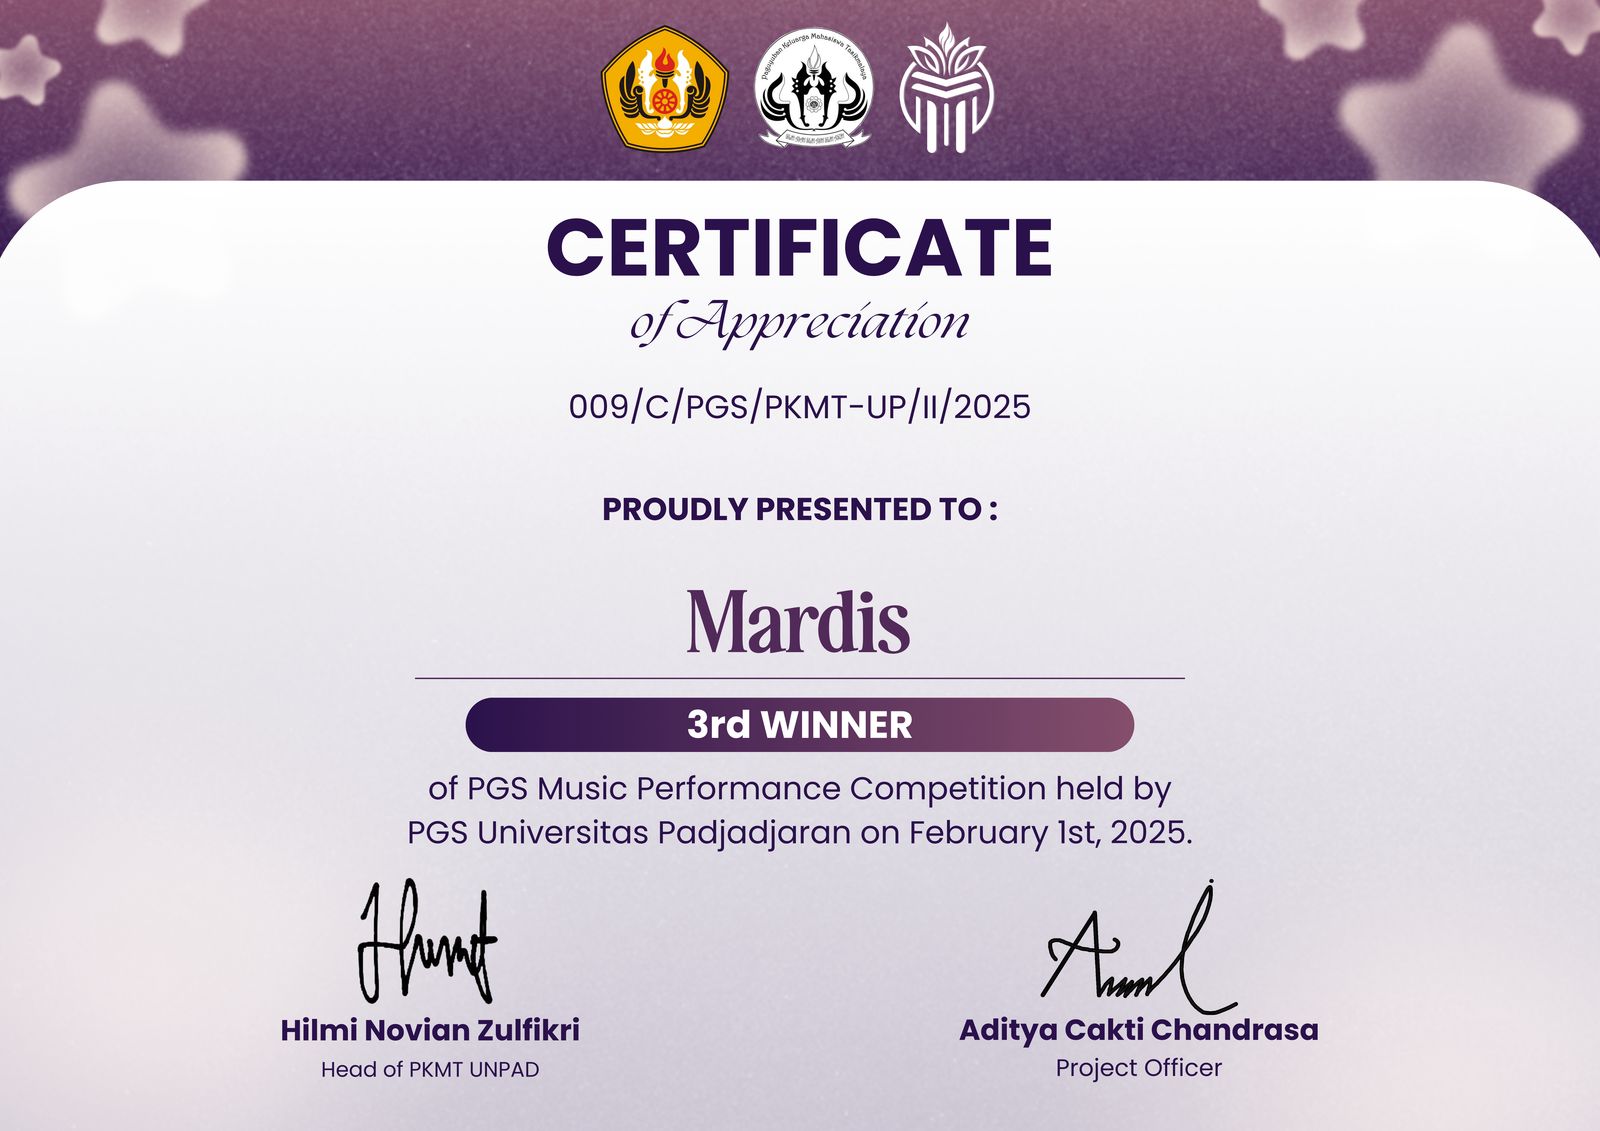 Paguyuban Keluarga Mahasiswa Tasikmalaya
CERTIFICATE
of Appreciation
009/C/PGS/PKMT-UP/II/2025
PROUDLY PRESENTED TO :
Mardis
3rd WINNER
of PGS Music Performance Competition held by
PGS Universitas Padjadjaran on February 1st, 2025.
Hilmi Novian Zulfikri
Head of PKMT UNPAD
Aditya Cakti Chandrasa
Project Officer